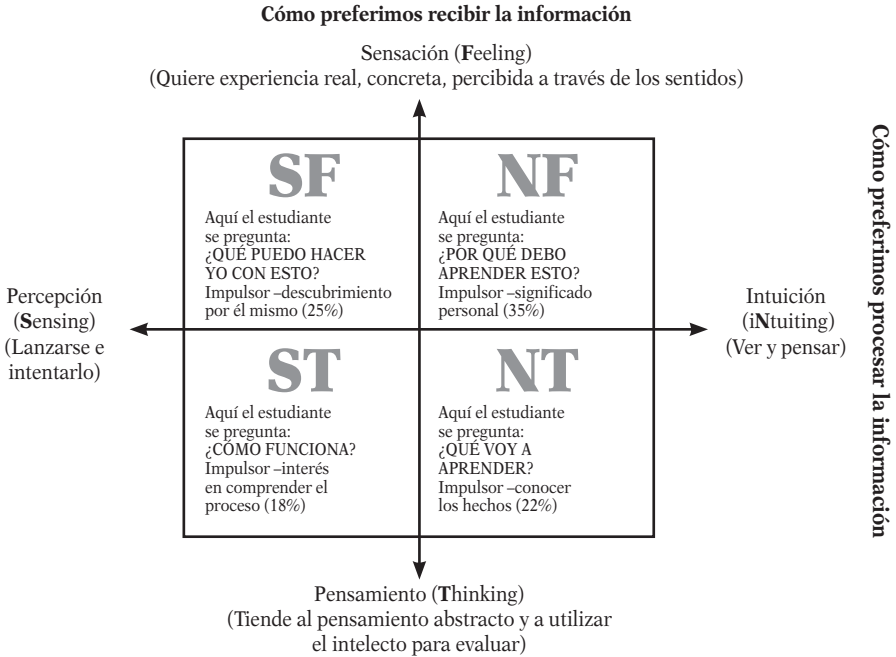 Cómo preferimos recibir la información
Sensación (Feeling)
(Quiere experiencia real, concreta, percibida a través de los sentidos)
SF
Aquí el estudiante
se pregunta:
¿QUÉ PUEDO HACER
YO CON ESTO?
Impulsor –descubrimiento
por él mismo (25%)
NF
Aquí el estudiante
se pregunta:
¿POR QUÉ DEBO
APRENDER ESTO?
Impulsor –significado
personal (35%)
Percepción
(Sensing)
(Lanzarse e
intentarlo)
Intuición
(iNtuiting)
(Ver y pensar)
ST
Aquí el estudiante
se pregunta:
¿CÓMO FUNCIONA?
Impulsor –interés
en comprender el
proceso (18%)
NT
Aquí el estudiante
se pregunta:
¿QUÉ VOY A
APRENDER?
Impulsor –conocer
los hechos (22%)
Pensamiento (Thinking)
(Tiende al pensamiento abstracto y a utilizar
el intelecto para evaluar)
Cómo preferimos procesar la información